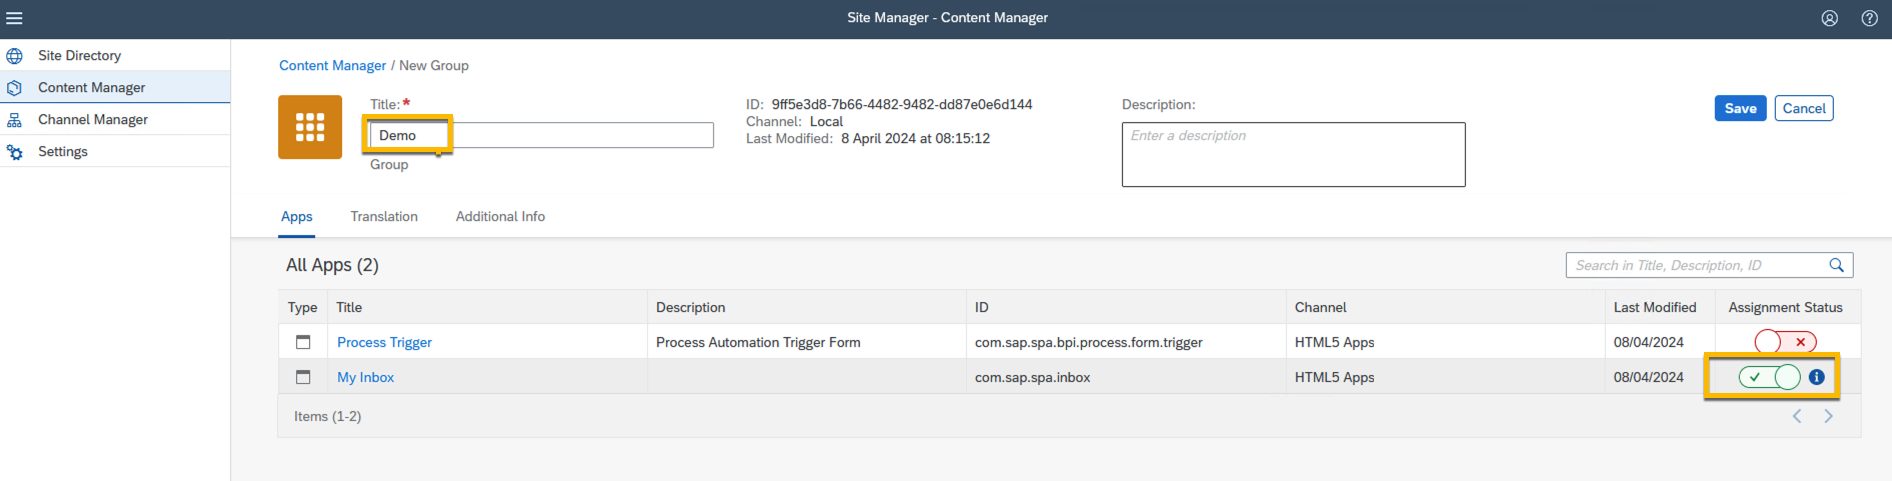 Site Manager - Content Manager
Site Directory
Content Manager
Channel Manager
Settings
Content Manager / New Group
Title:*
Demo
Group
ID: 9ff5e3d8-7b66-4482-9482-dd87e0e6d144
Channel: Local
Last Modified: 8 April 2024 at 08:15:12
Description:
Enter a description
Save Cancel
Apps Translation Additional Info
All Apps (2)
Search in Title, Description, ID
Type Title Description ID Channel Last Modified Assignment Status
Process Trigger Process Automation Trigger Form com.sap.spa.bpi.process.form.trigger HTML5 Apps 08/04/2024
My Inbox com.sap.spa.inbox HTML5 Apps 08/04/2024
Items (1-2)